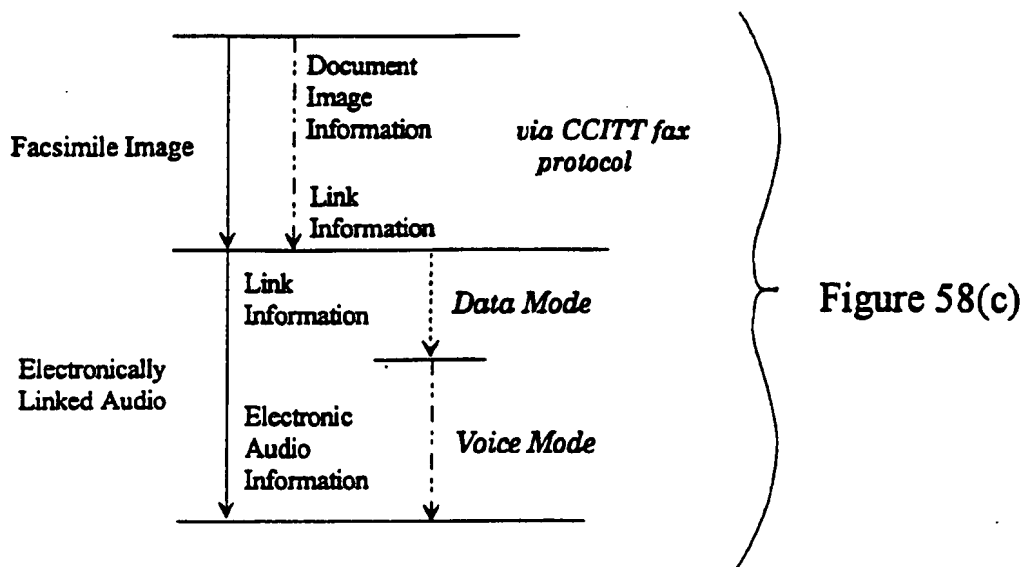 Document
Image
Information
Facsimile Image
via CCITT fax
protocol
Link
Information
Link
Information
Data Mode
Figure 58(c)
Electronically
Linked Audio
Electronic
Audio
Information
Voice Mode